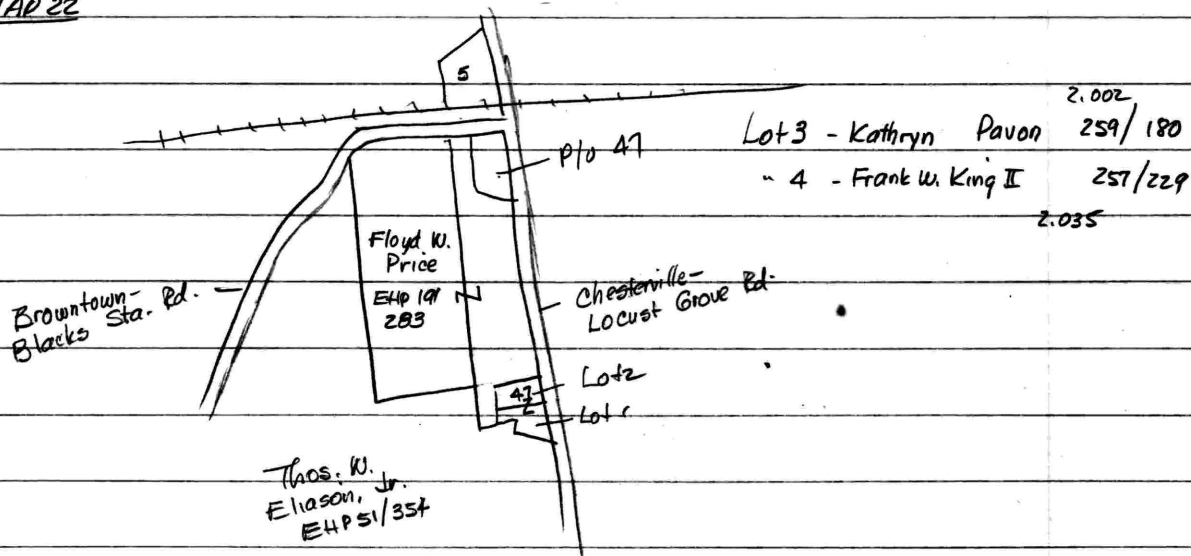 MAP 22
5
2.002
Lot 3 - Kathryn Pavon 259/180
" 4 - Frank W. King II 257/229
2.035
P/o 47
Floyd W.
Price
EHP 191
283
Browntown-
Blacks Sta. Rd.
Chesterville-
Locust Grove Rd.
Lot 2
47
Z
Lot 1
Thos. W.
Eliason, Jr.
EHP 51/354